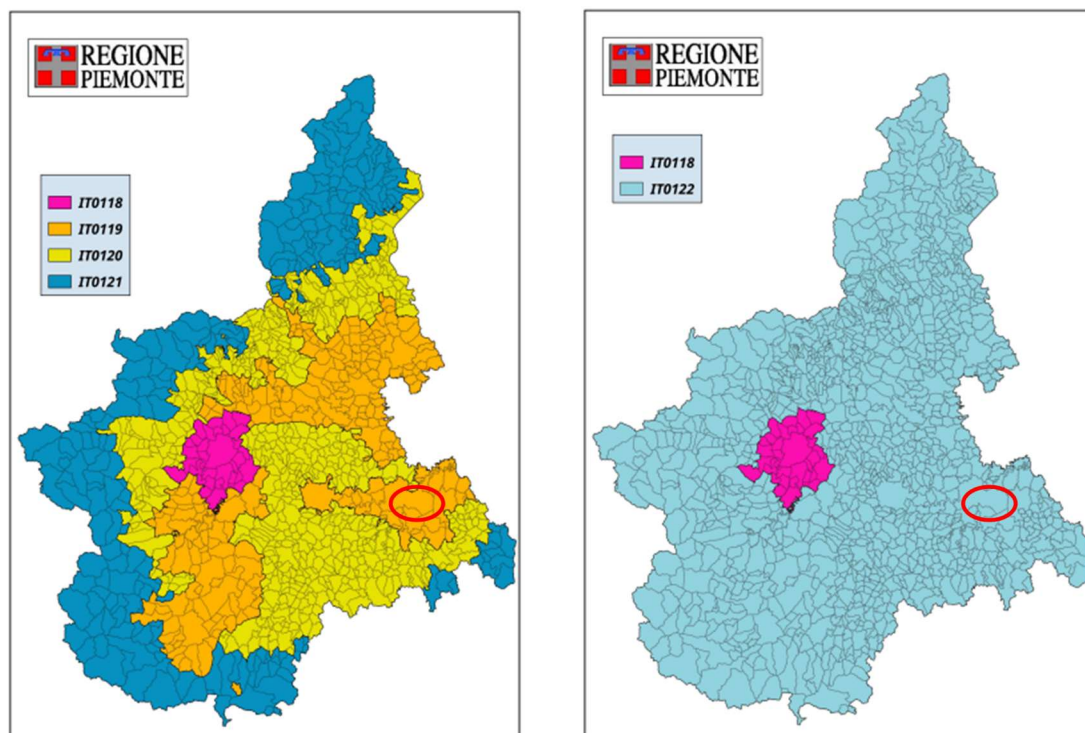 REGIONE
PIEMONTE
IT0118
IT0119
IT0120
IT0121
REGIONE
PIEMONTE
IT0118
IT0122